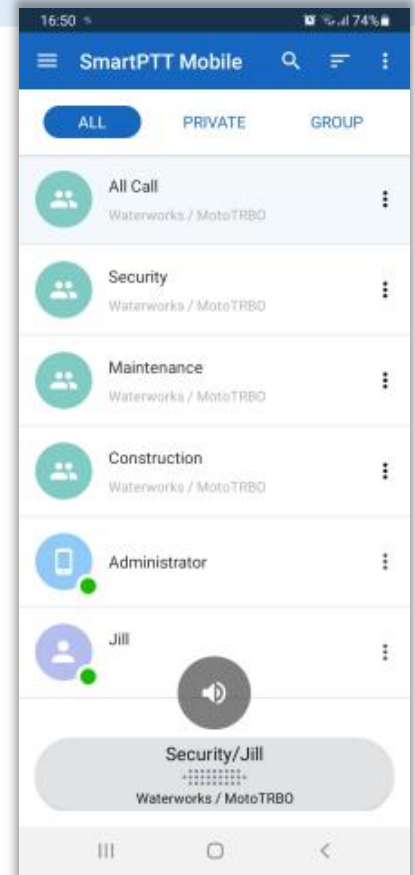 16:50
74%
SmartPTT Mobile
ALL PRIVATE GROUP
All Call
Waterworks / MotoTRBO
Security
Waterworks / MotoTRBO
Maintenance
Waterworks / MotoTRBO
Construction
Waterworks / MotoTRBO
Administrator
Jill
Security/Jill
Waterworks / MotoTRBO